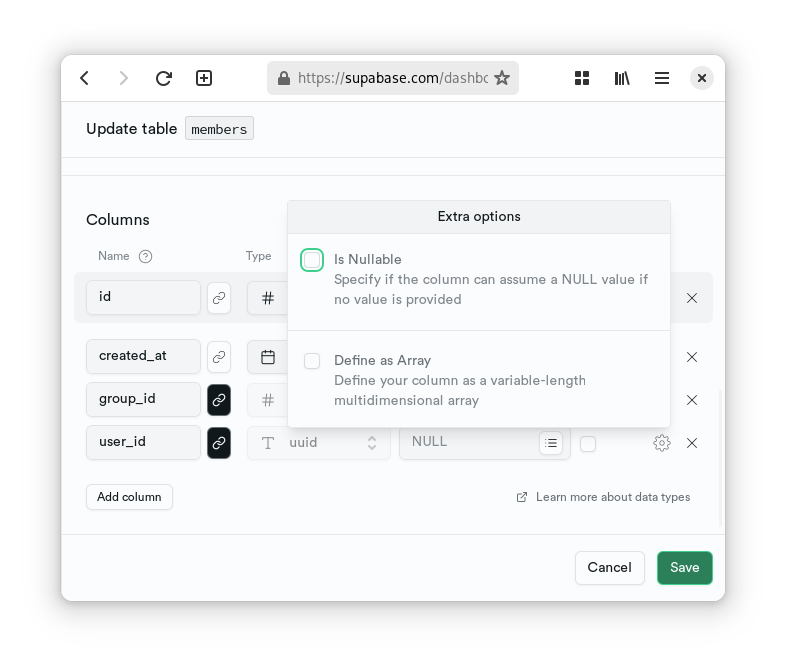 https://supabase.com/dashbc
Update table members
Columns
Extra options
Name
Type
Is Nullable
Specify if the column can assume a NULL value if
no value is provided
id
Define as Array
Define your column as a variable-length
multidimensional array
created_at
group_id
user_id
uuid
NULL
Add column
Learn more about data types
Cancel
Save